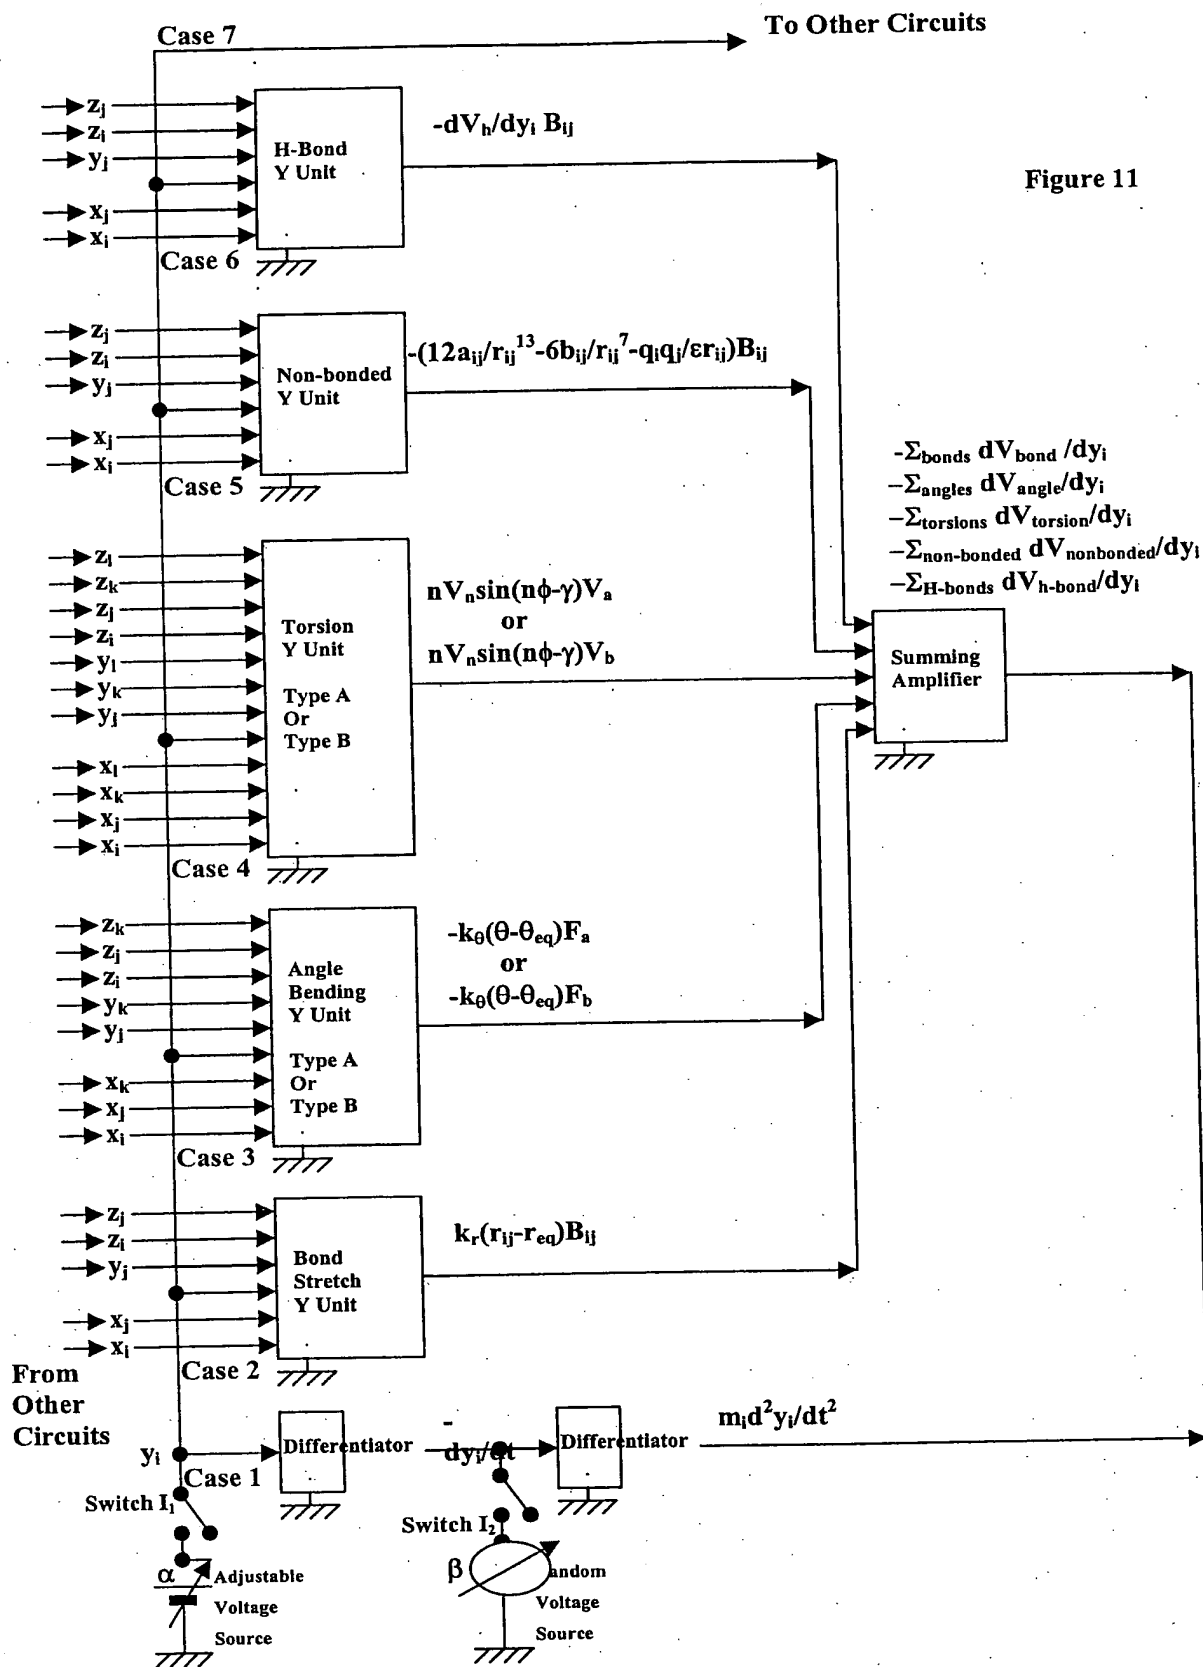 Case 7
To Other Circuits
Figure 11
zj
zi
yj
xj
xi
H-Bond
Y Unit
-dVh/dyi Bij
Case 6
zj
zi
yj
xj
xi
Non-bonded
Y Unit
-(12aij/rij^13-6bij/rij^7-qiqj/εrij)Bij
Case 5
-Σbonds dVbond /dyi
−Σangles dVangle/dyi
−Σtorsions dVtorsion/dyi
−Σnon-bonded dVnonbonded/dyi
−ΣH-bonds dVh-bond/dyi
zl
zk
zj
zi
yl
yk
yj
xl
xk
xj
xi
Torsion
Y Unit
Type A
Or
Type B
nVnsin(nϕ-γ)Va
or
nVnsin(nϕ-γ)Vb
Summing
Amplifier
Case 4
zk
zj
zi
yk
yj
xk
xj
xi
Angle
Bending
Y Unit
Type A
Or
Type B
-kθ(θ-θeq)Fa
or
-kθ(θ-θeq)Fb
Case 3
zj
zi
yj
xj
xi
Bond
Stretch
Y Unit
kr(rij-req)Bij
Case 2
From
Other
Circuits
yi
Case 1
Differentiator
-
dyi/dt
Differentiator
mid²yi/dt²
Switch I1
Switch I2
α
Adjustable
Voltage
Source
β
andom
Voltage
Source